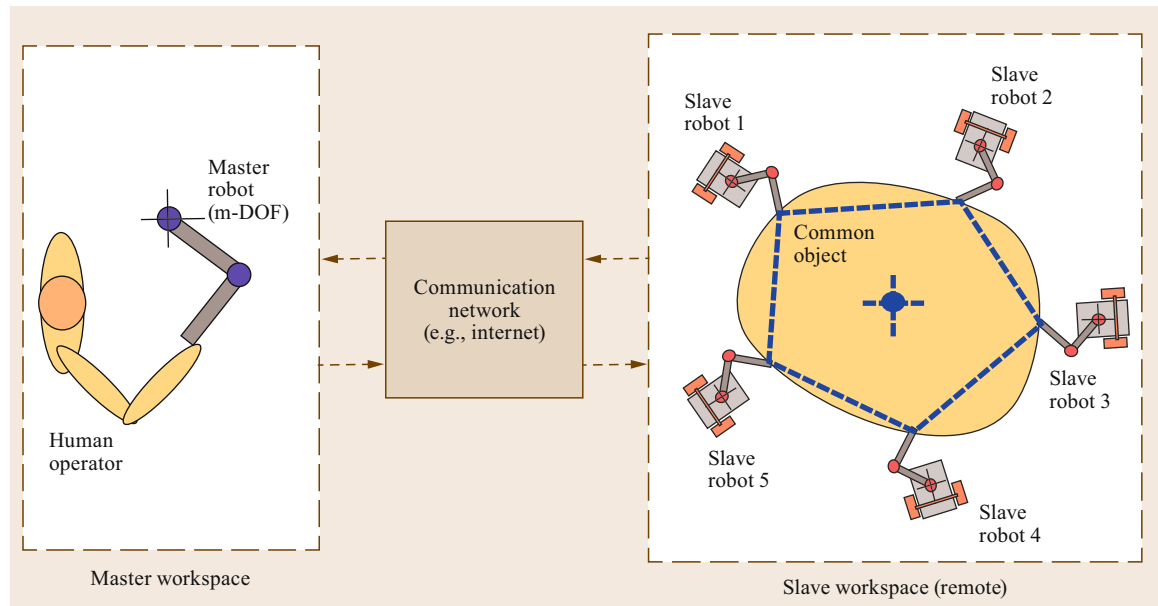 Master
robot
(m-DOF)
Human
operator
Master workspace
Communication
network
(e.g., internet)
Slave
robot 1
Slave
robot 2
Common
object
Slave
robot 3
Slave
robot 5
Slave
robot 4
Slave workspace (remote)